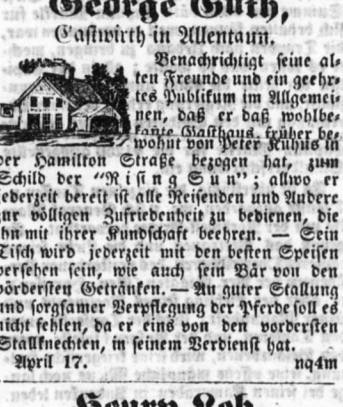 George Guth,
Castwirth in Allentaun,
Benachrichtigt seine al-
ten Freunde und ein geehr-
tes Publikum im Allgemei-
nen, daß er daß wohlbe-
kante Gasthaus, früher be-
wohnt von Peter Kuhns in
der Hamilton Straße bezogen hat, zum
Schild der “Rising Sun”; allwo er
jederzeit bereit ist alle Reisenden und Andere
zur völligen Zufriedenheit zu bedienen, die
ihn mit ihrer Kundschaft beehren. — Sein
Tisch wird jederzeit mit den besten Speisen
versehen sein, wie auch sein Bär von den
vördersten Getränken. — An guter Stallung
und sorgsamer Verpflegung der Pferde soll es
nicht fehlen, da er eins von den vordersten
Stallknechten, in seinem Verdienst hat.
April 17. nq4m